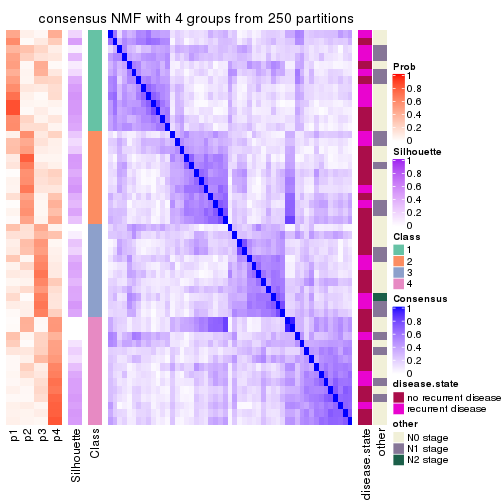 consensus NMF with 4 groups from 250 partitions
p1
p2
p3
p4
Silhouette
Class
disease.state
other
Prob
1
0.8
0.6
0.4
0.2
0
Silhouette
1
0.8
0.6
0.4
0.2
0
Class
1
2
3
4
Consensus
1
0.8
0.6
0.4
0.2
0
disease.state
no recurrent disease
recurrent disease
other
N0 stage
N1 stage
N2 stage